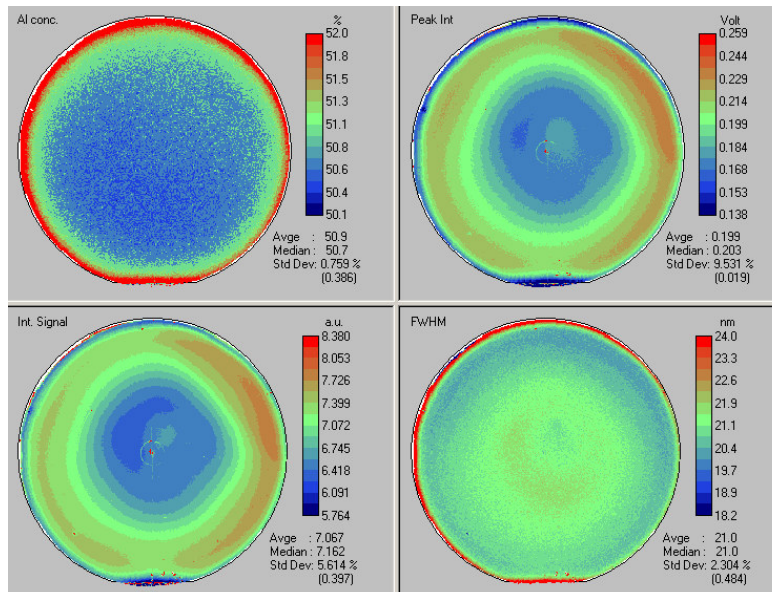 Al conc.
%
52.0
51.8
51.5
51.3
51.1
50.8
50.6
50.4
50.1
Avge : 50.9
Median : 50.7
Std Dev: 0.759 %
(0.386)
Peak Int
Volt
0.259
0.244
0.229
0.214
0.199
0.184
0.168
0.153
0.138
Avge : 0.199
Median : 0.203
Std Dev: 9.531 %
(0.019)
Int. Signal
a.u.
8.380
8.053
7.726
7.399
7.072
6.745
6.418
6.091
5.764
Avge : 7.067
Median : 7.162
Std Dev: 5.614 %
(0.397)
FWHM
nm
24.0
23.3
22.6
21.9
21.1
20.4
19.7
18.9
18.2
Avge : 21.0
Median : 21.0
Std Dev: 2.304 %
(0.484)